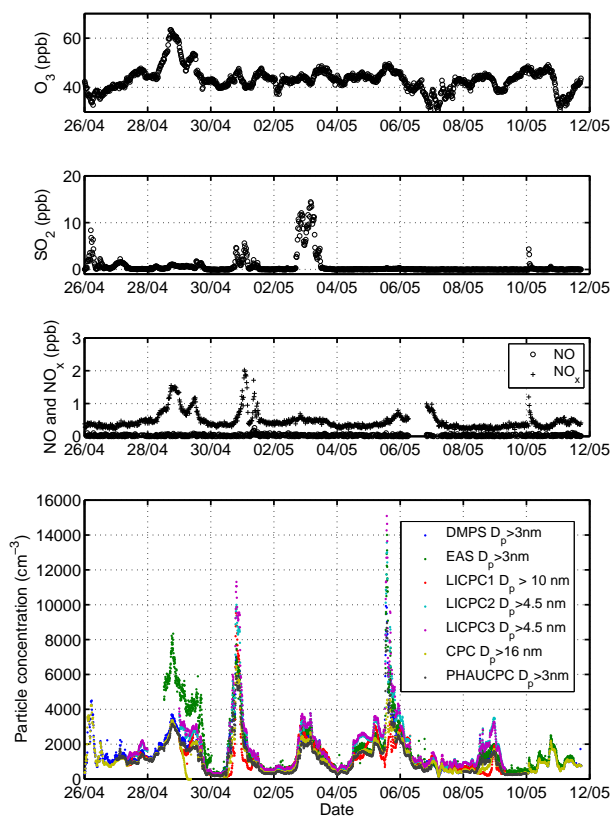 60
40
O3 (ppb)
26/04 28/04 30/04 02/05 04/05 06/05 08/05 10/05 12/05
20
10
0
SO2 (ppb)
26/04 28/04 30/04 02/05 04/05 06/05 08/05 10/05 12/05
3
2
1
0
NO and NOx (ppb)
NO
NOx
26/04 28/04 30/04 02/05 04/05 06/05 08/05 10/05 12/05
16000
14000
12000
10000
8000
6000
4000
2000
0
Particle concentration (cm−3)
DMPS Dp>3nm
EAS Dp>3nm
LICPC1 Dp > 10 nm
LICPC2 Dp>4.5 nm
LICPC3 Dp>4.5 nm
CPC Dp>16 nm
PHAUCPC Dp>3nm
26/04 28/04 30/04 02/05 04/05 06/05 08/05 10/05 12/05
Date